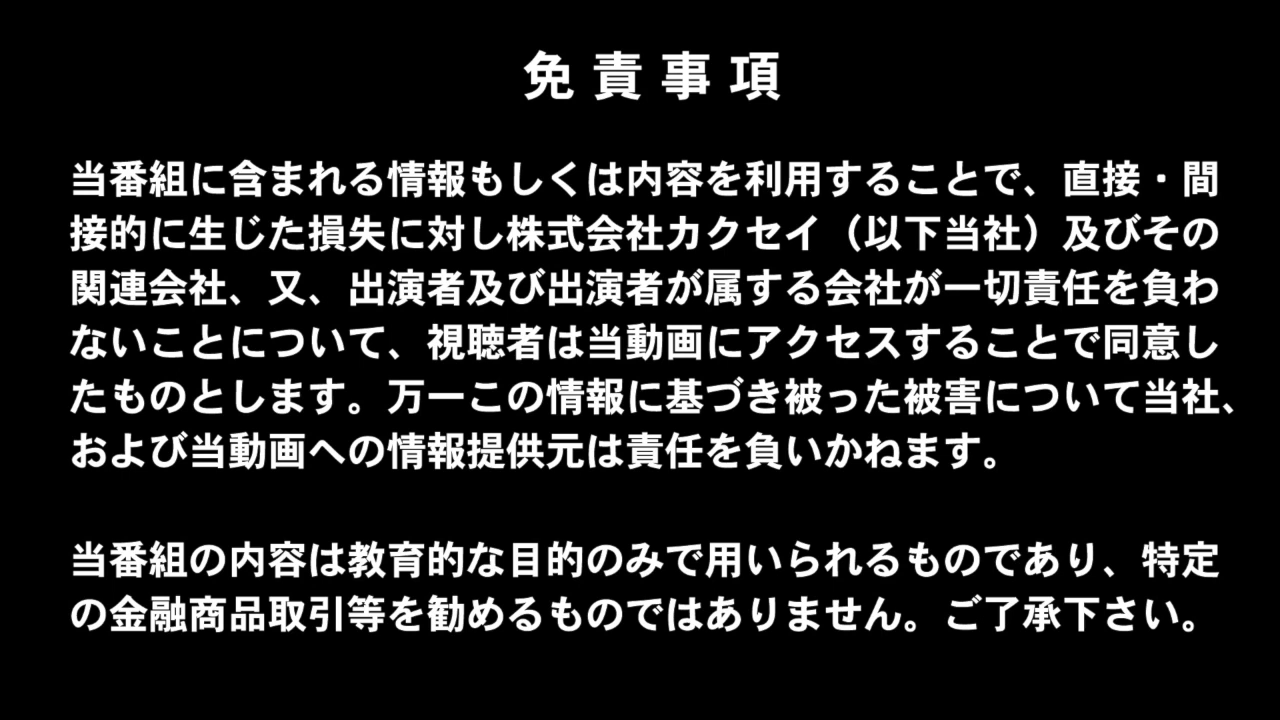 免責事項
当番組に含まれる情報もしくは内容を利用することで、直接・間
接的に生じた損失に対し株式会社カクセイ（以下当社）及びその
関連会社、又、出演者及び出演者が属する会社が一切責任を負わ
ないことについて、視聴者は当動画にアクセスすることで同意し
たものとします。万一この情報に基づき被った被害について当社、
および当動画への情報提供元は責任を負いかねます。
当番組の内容は教育的な目的のみで用いられるものであり、特定
の金融商品取引等を勧めるものではありません。ご了承下さい。